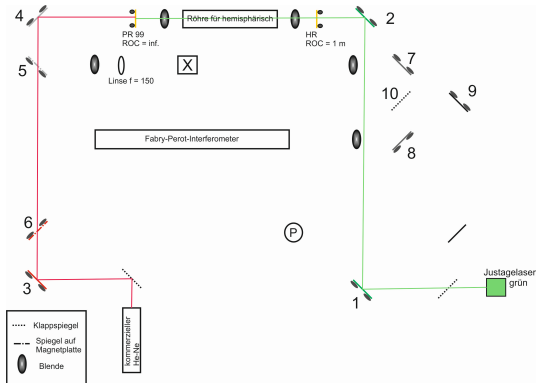 4
PR 99
ROC = inf.
Röhre für hemisphärisch
HR
ROC = 1 m
2
5
Linse f = 150
X
7
10
9
Fabry-Perot-Interferometer
8
6
P
3
1
Justagelaser
grün
kommerzieller
He-Ne
Klappspiegel
Spiegel auf
Magnetplatte
Blende